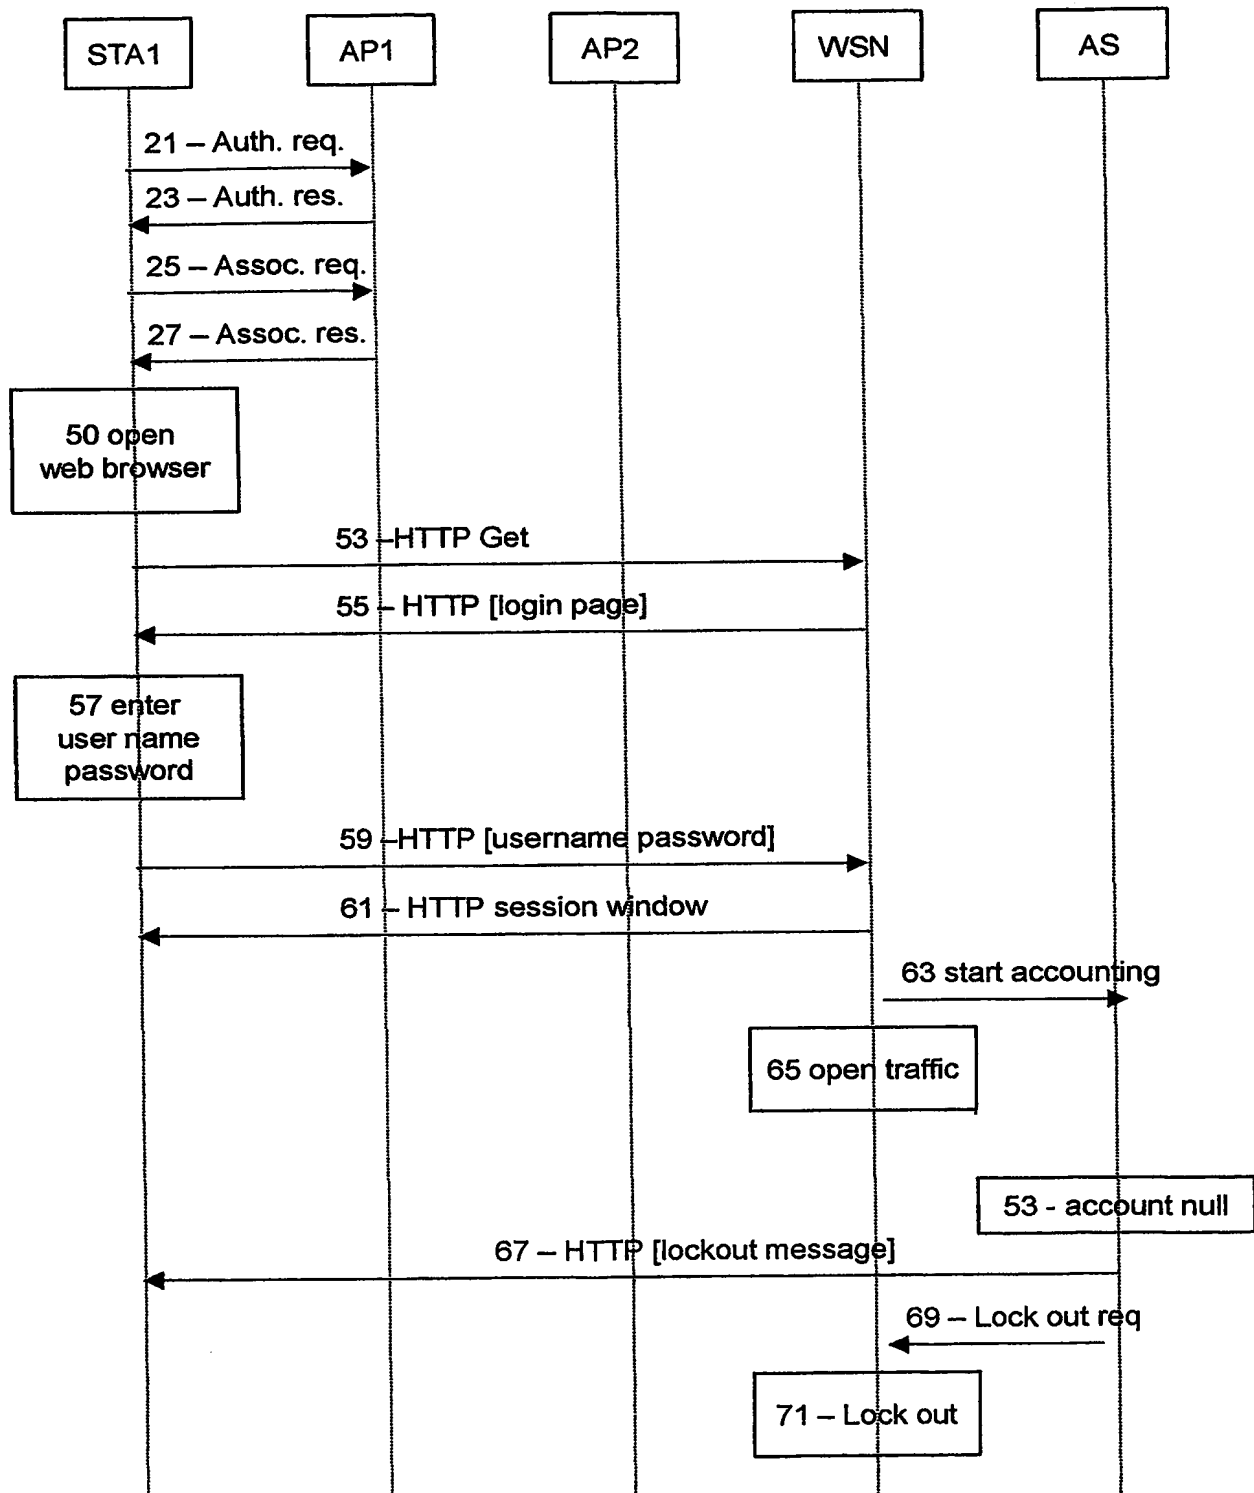 STA1
AP1
AP2
WSN
AS
21 – Auth. req.
23 – Auth. res.
25 – Assoc. req.
27 – Assoc. res.
50 open
web browser
53 –HTTP Get
55 – HTTP [login page]
57 enter
user name
password
59 –HTTP [username password]
61 – HTTP session window
63 start accounting
65 open traffic
53 - account null
67 – HTTP [lockout message]
69 – Lock out req
71 – Lock out